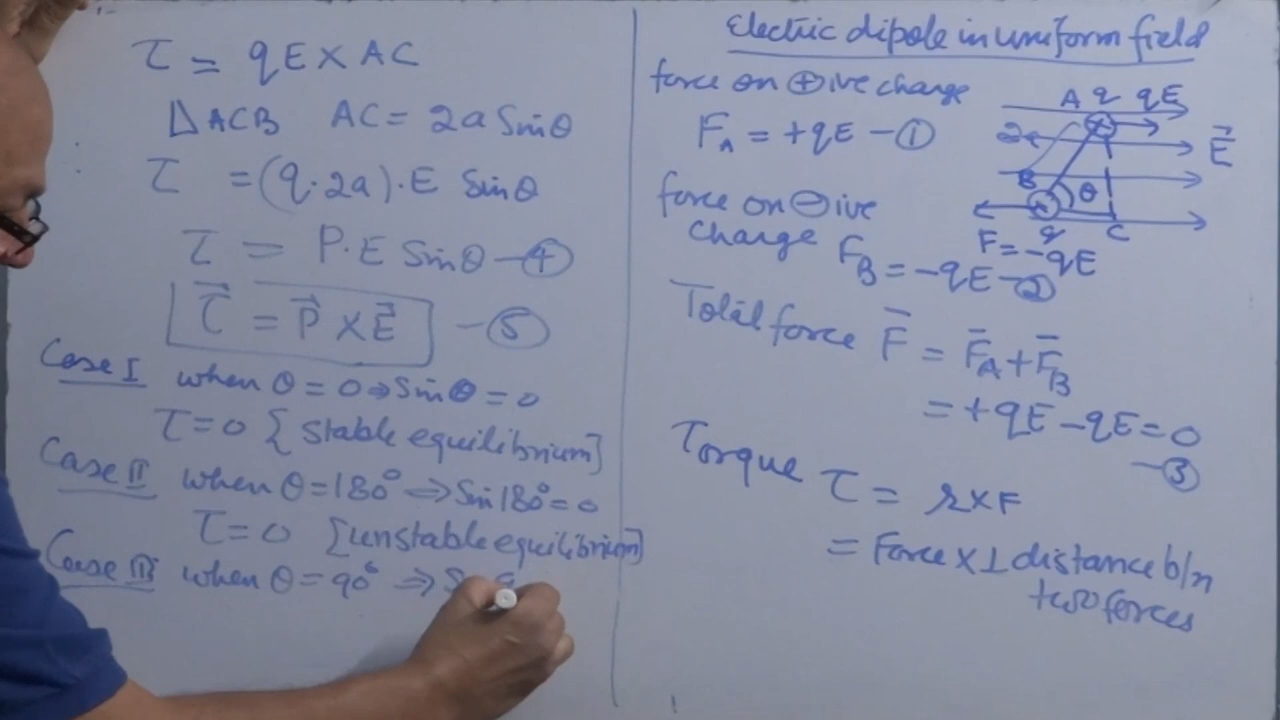 τ = qE × AC
ΔACB AC = 2a Sinθ
τ = (q·2a)·E Sinθ
τ = P·E Sinθ —④
τ⃗ = P⃗ × E⃗ —⑤
Case I when θ = 0 ⇒ Sinθ = 0
τ = 0 { stable equilibrium]
Case II when θ = 180° ⇒ Sin 180° = 0
τ = 0 [unstable equilibrium]
Case III when θ = 90° ⇒
Electric dipole in uniform field
force on ⊕ive charge
F_A = +qE —①
force on ⊖ive
charge F_B = -qE —②
A q qE
E⃗
B θ
q C
F = -qE
Total force F̄ = F̄_A + F̄_B
= +qE - qE = 0
—③
Torque τ = r × F
= Force × ⊥ distance b/n
two forces